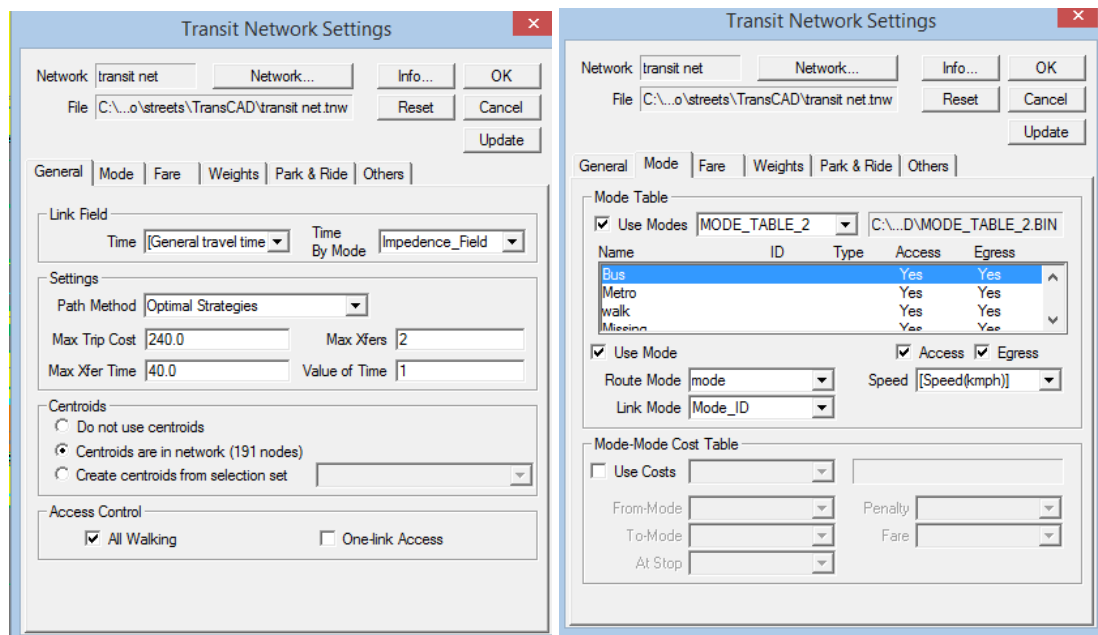 Transit Network Settings
Network transit net Network... Info... OK
File C:\...o\streets\TransCAD\transit net.tnw Reset Cancel
Update
General Mode Fare Weights Park & Ride Others
Link Field
Time [General travel time Time By Mode Impedence_Field
Settings
Path Method Optimal Strategies
Max Trip Cost 240.0 Max Xfers 2
Max Xfer Time 40.0 Value of Time 1
Centroids
Do not use centroids
Centroids are in network (191 nodes)
Create centroids from selection set
Access Control
All Walking One-link Access
Transit Network Settings
Network transit net Network... Info... OK
File C:\...o\streets\TransCAD\transit net.tnw Reset Cancel
Update
General Mode Fare Weights Park & Ride Others
Mode Table
Use Modes MODE_TABLE_2 C:\...D\MODE_TABLE_2.BIN
Name ID Type Access Egress
Bus Yes Yes
Metro Yes Yes
walk Yes Yes
Missing Yes Yes
Use Mode Access Egress
Route Mode mode Speed [Speed(kmph)]
Link Mode Mode_ID
Mode-Mode Cost Table
Use Costs
From-Mode Penalty
To-Mode Fare
At Stop